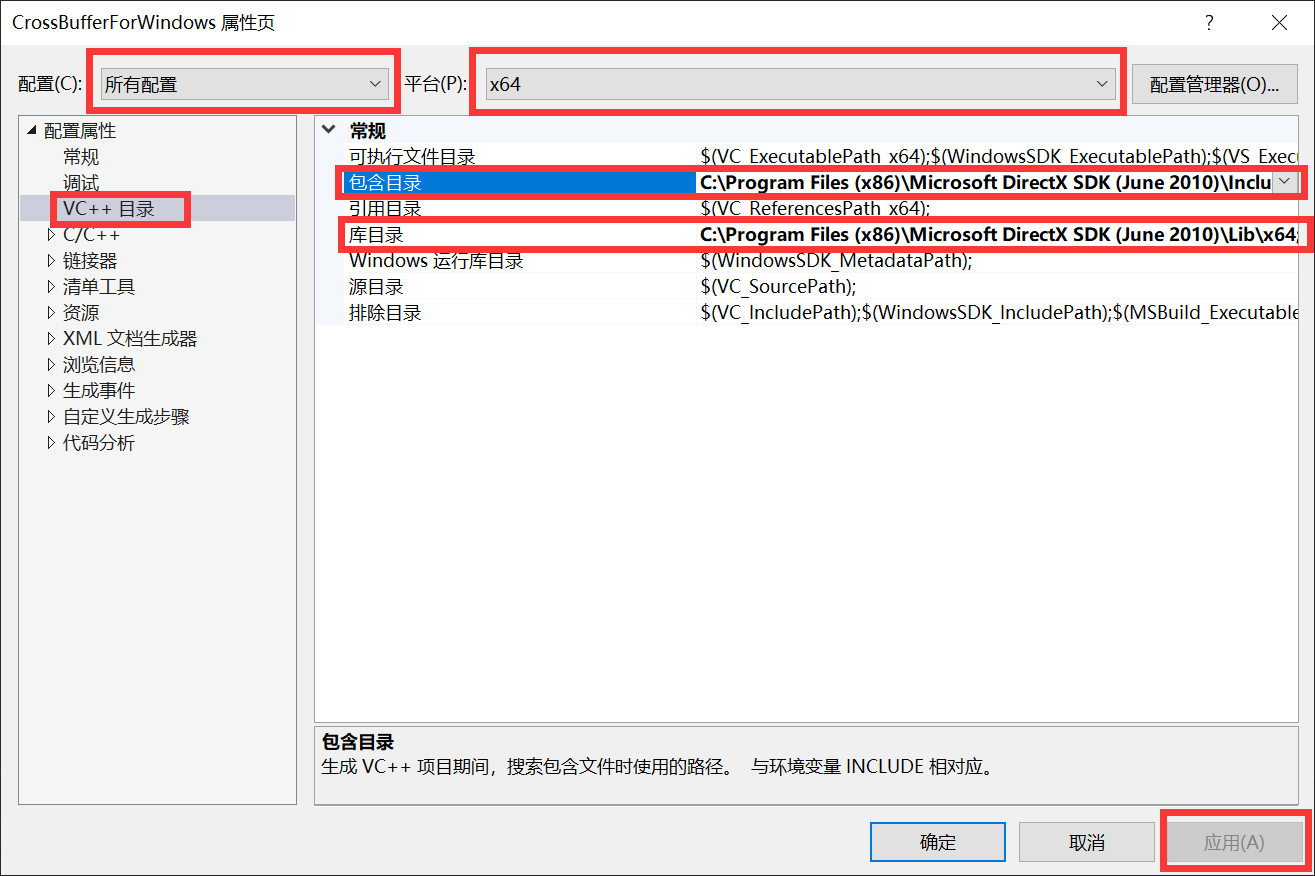 CrossBufferForWindows 属性页
配置(C): 所有配置 平台(P): x64 配置管理器(O)...
配置属性
常规
调试
VC++ 目录
C/C++
链接器
清单工具
资源
XML 文档生成器
浏览信息
生成事件
自定义生成步骤
代码分析
常规
可执行文件目录 $(VC_ExecutablePath_x64);$(WindowsSDK_ExecutablePath);$(VS_Execu
包含目录 C:\Program Files (x86)\Microsoft DirectX SDK (June 2010)\Inclu
引用目录 $(VC_ReferencesPath_x64);
库目录 C:\Program Files (x86)\Microsoft DirectX SDK (June 2010)\Lib\x64;
Windows 运行库目录 $(WindowsSDK_MetadataPath);
源目录 $(VC_SourcePath);
排除目录 $(VC_IncludePath);$(WindowsSDK_IncludePath);$(MSBuild_Executable
包含目录
生成 VC++ 项目期间，搜索包含文件时使用的路径。 与环境变量 INCLUDE 相对应。
确定 取消 应用(A)